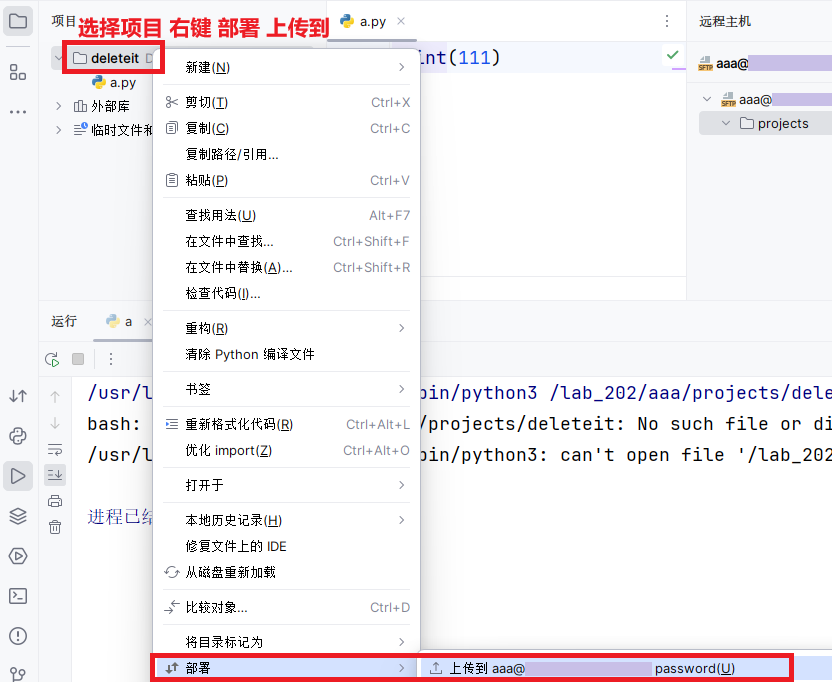 项目
选择项目 右键 部署 上传到
a.py
远程主机
deleteit
a.py
外部库
临时文件和
int(111)
SFTP aaa@
SFTP aaa@
projects
新建(N)
剪切(T) Ctrl+X
复制(C) Ctrl+C
复制路径/引用...
粘贴(P) Ctrl+V
查找用法(U) Alt+F7
在文件中查找... Ctrl+Shift+F
在文件中替换(A)... Ctrl+Shift+R
检查代码(I)...
重构(R)
清除 Python 编译文件
书签
重新格式化代码(R) Ctrl+Alt+L
优化 import(Z) Ctrl+Alt+O
打开于
本地历史记录(H)
修复文件上的 IDE
从磁盘重新加载
比较对象... Ctrl+D
将目录标记为
部署
上传到 aaa@ password(U)
运行
a
/usr/l bin/python3 /lab_202/aaa/projects/dele
bash: /projects/deleteit: No such file or di
/usr/l bin/python3: can't open file '/lab_202
进程已结